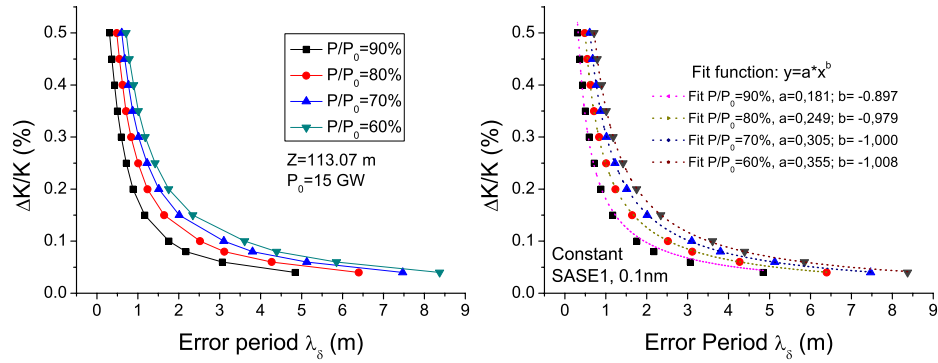 0.5
0.4
0.3
0.2
0.1
0.0
ΔK/K (%)
0 1 2 3 4 5 6 7 8 9
Error period λδ (m)
P/P0=90%
P/P0=80%
P/P0=70%
P/P0=60%
Z=113.07 m
P0=15 GW
0.5
0.4
0.3
0.2
0.1
0.0
ΔK/K (%)
0 1 2 3 4 5 6 7 8 9
Error Period λδ (m)
Fit function: y=a*x^b
Fit P/P0=90%, a=0,181; b= -0.897
Fit P/P0=80%, a=0,249; b= -0,979
Fit P/P0=70%, a=0,305; b= -1,000
Fit P/P0=60%, a=0,355; b= -1,008
Constant
SASE1, 0.1nm